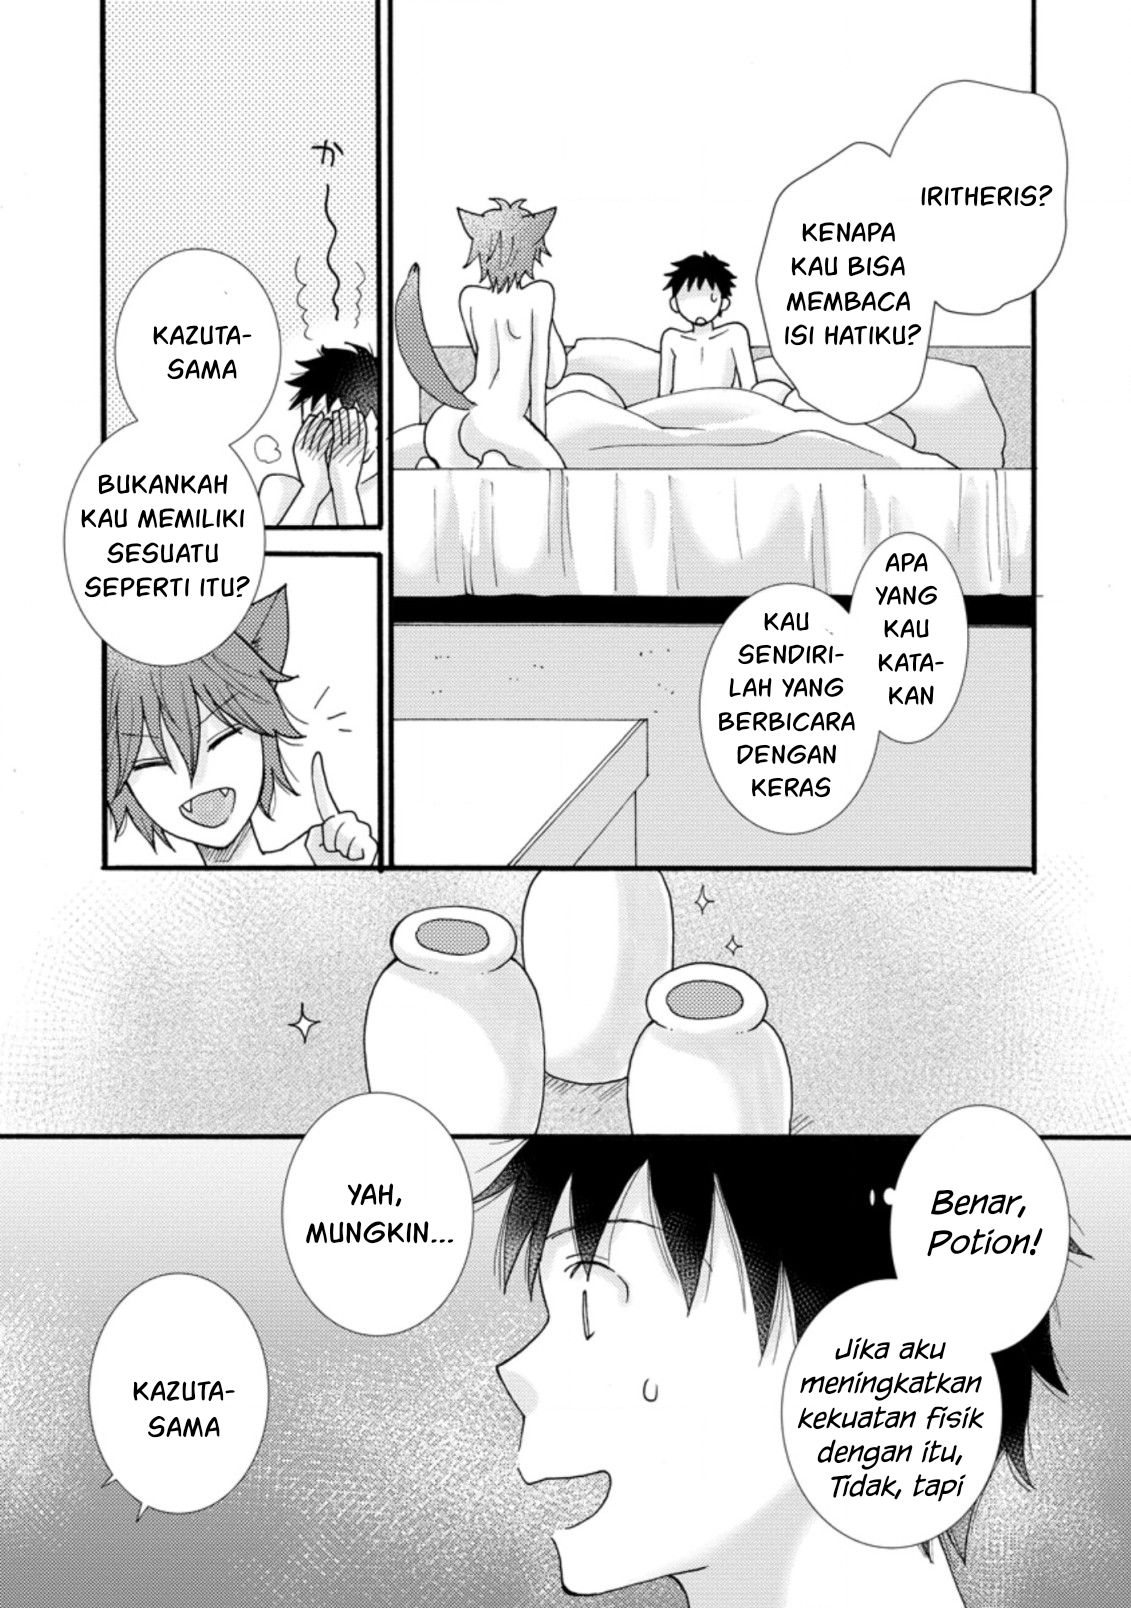 IRITHERIS?
KENAPA
KAU BISA
MEMBACA
ISI HATIKU?
APA
YANG
KAU
KATA-
KAN
KAU
SENDIRI-
LAH YANG
BERBICARA
DENGAN
KERAS
か
KAZUTA-
SAMA
BUKANKAH
KAU MEMILIKI
SESUATU
SEPERTI ITU?
Benar,
Potion!
Jika aku
meningkatkan
kekuatan fisik
dengan itu,
Tidak, tapi
YAH,
MUNGKIN...
KAZUTA-
SAMA